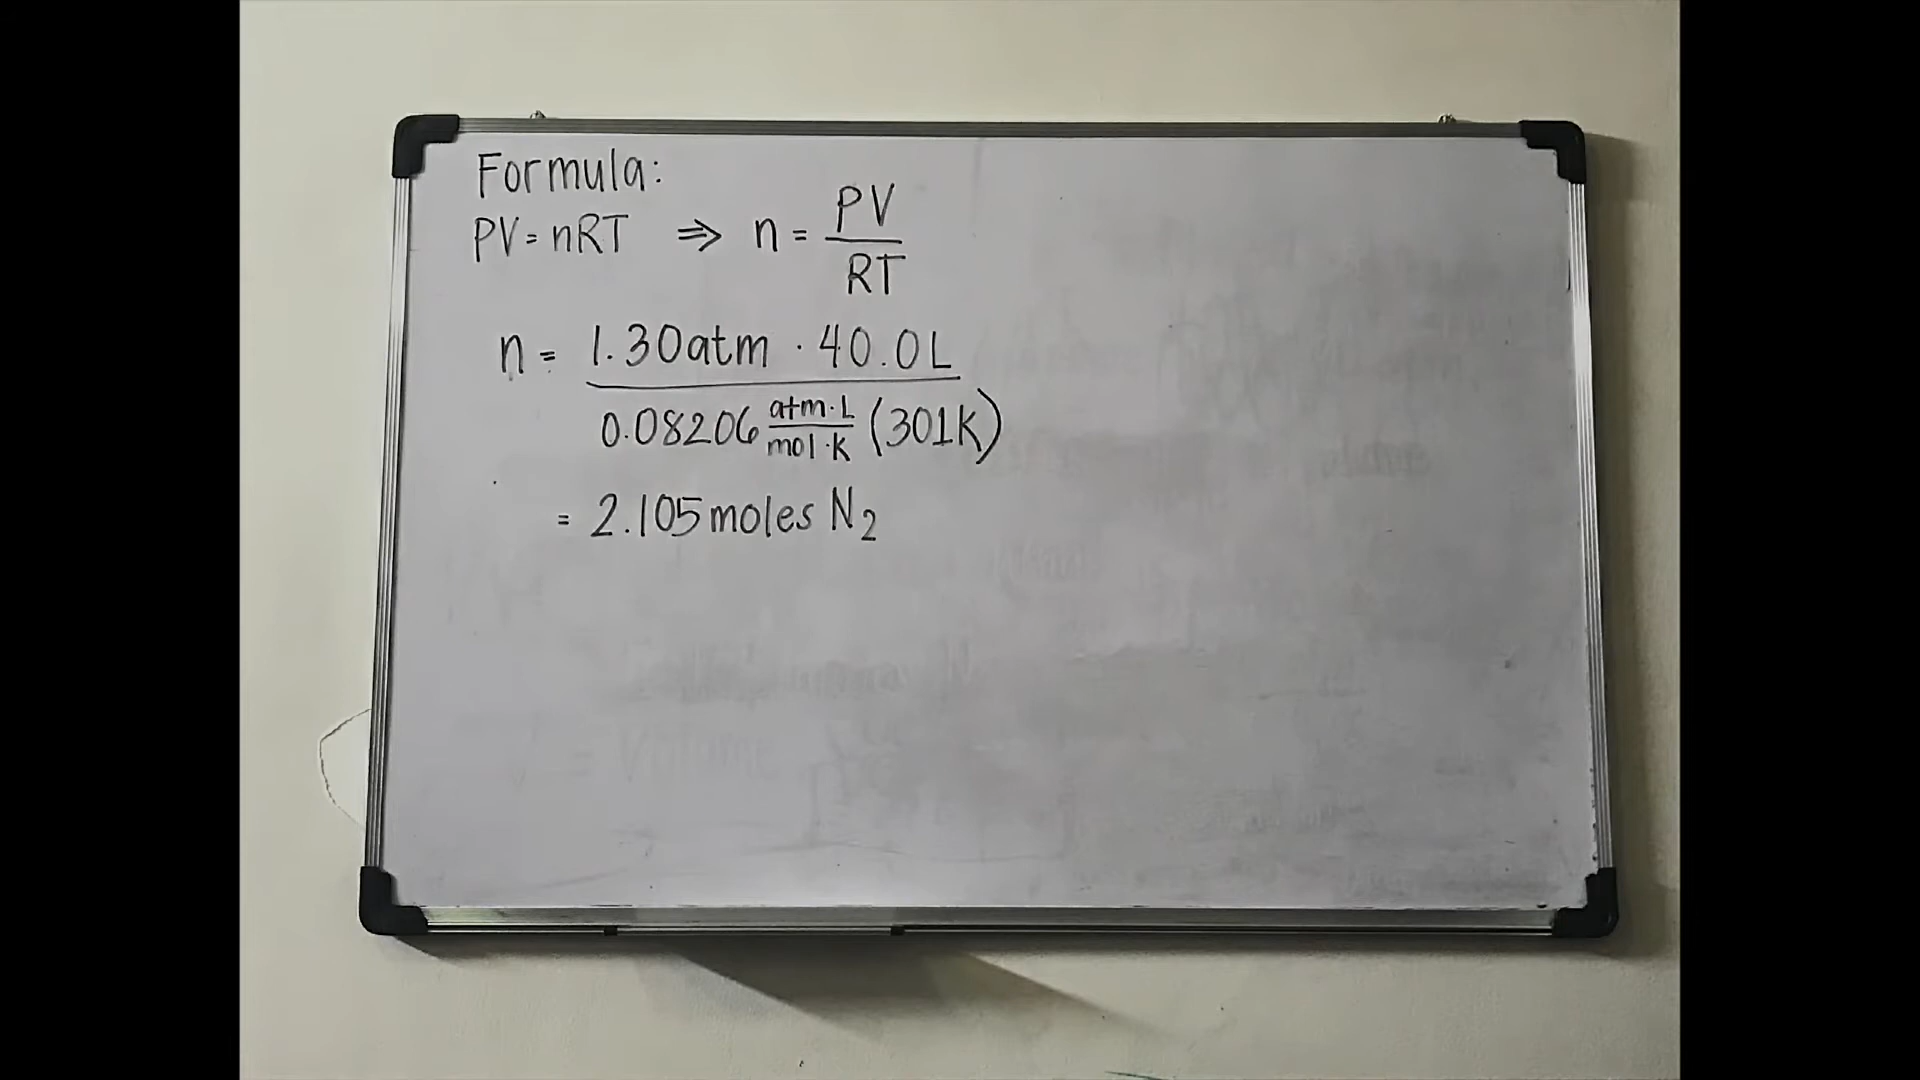 Formula:
PV = nRT ⇒ n = PV / RT
n = 1.30atm · 40.0L / 0.08206 atm·L / mol·K (301K)
= 2.105 moles N₂